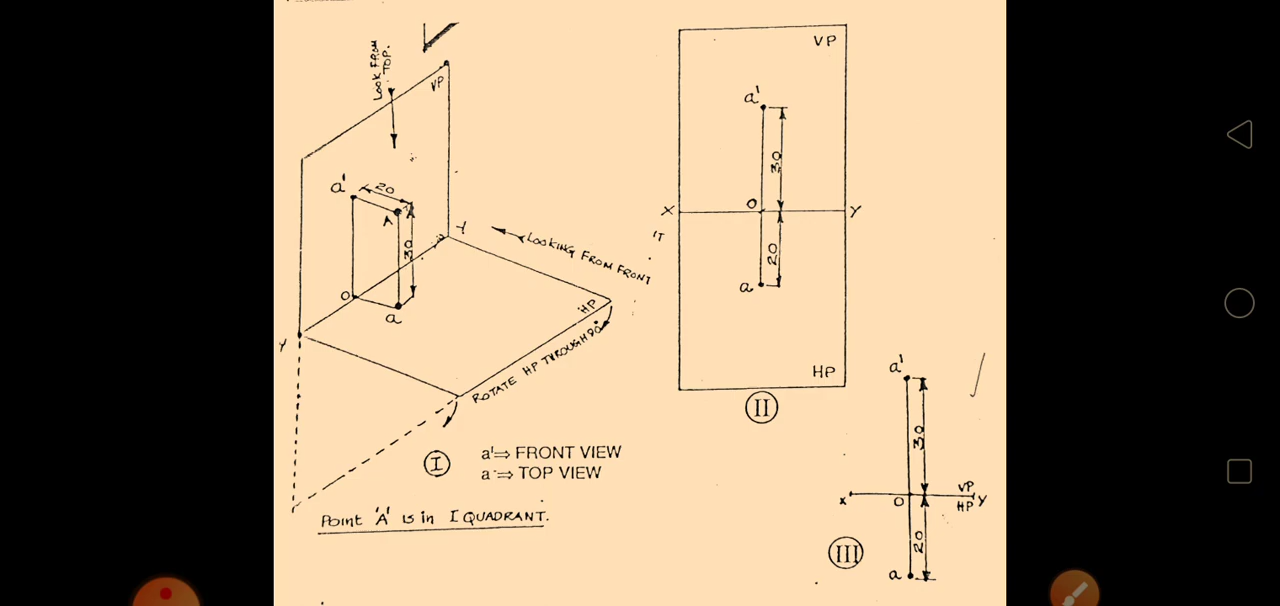 LOOK FROM
TOP.
VP
a'
20
A
30
O
a
Y
Y
LOOKING FROM FRONT
HP
ROTATE HP THROUGH 90°
I
a'⇒ FRONT VIEW
a ⇒ TOP VIEW
Point 'A' is in I QUADRANT.
VP
a'
30
X
O
Y
20
a
HP
II
a'
30
X
O
VP
HP
Y
20
a
III